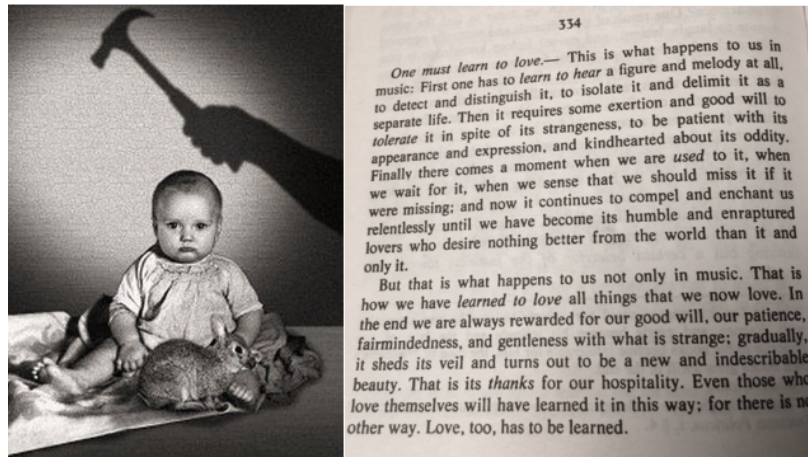 334
One must learn to love.— This is what happens to us in
music: First one has to learn to hear a figure and melody at all,
to detect and distinguish it, to isolate it and delimit it as a
separate life. Then it requires some exertion and good will to
tolerate it in spite of its strangeness, to be patient with its
appearance and expression, and kindhearted about its oddity.
Finally there comes a moment when we are used to it, when
we wait for it, when we sense that we should miss it if it
were missing; and now it continues to compel and enchant us
relentlessly until we have become its humble and enraptured
lovers who desire nothing better from the world than it and
only it.
But that is what happens to us not only in music. That is
how we have learned to love all things that we now love. In
the end we are always rewarded for our good will, our patience,
fairmindedness, and gentleness with what is strange; gradually,
it sheds its veil and turns out to be a new and indescribable
beauty. That is its thanks for our hospitality. Even those who
love themselves will have learned it in this way; for there is no
other way. Love, too, has to be learned.